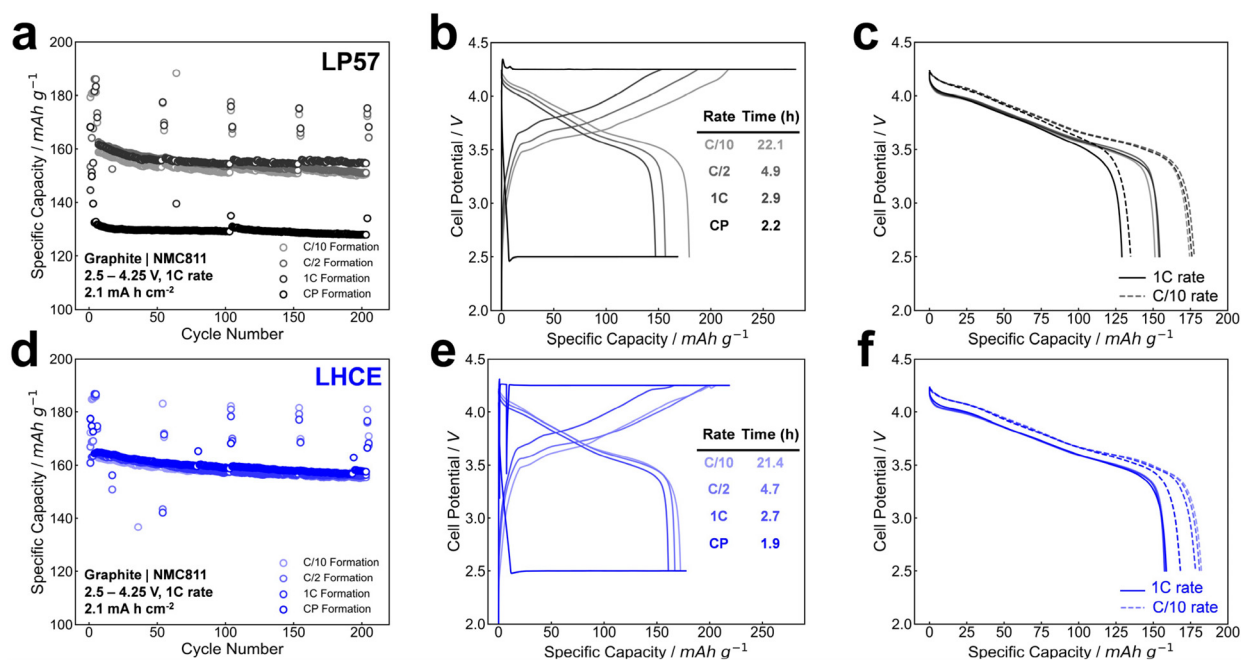 a
LP57
Specific Capacity / mAh g⁻¹
200
180
160
140
120
100
Graphite | NMC811
2.5 – 4.25 V, 1C rate
2.1 mA h cm⁻²
C/10 Formation
C/2 Formation
1C Formation
CP Formation
0 50 100 150 200
Cycle Number
b
Cell Potential / V
4.5
4.0
3.5
3.0
2.5
2.0
Rate Time (h)
C/10 22.1
C/2 4.9
1C 2.9
CP 2.2
0 50 100 150 200 250
Specific Capacity / mAh g⁻¹
c
Cell Potential / V
4.5
4.0
3.5
3.0
2.5
2.0
1C rate
C/10 rate
0 25 50 75 100 125 150 175 200
Specific Capacity / mAh g⁻¹
d
LHCE
Specific Capacity / mAh g⁻¹
200
180
160
140
120
100
Graphite | NMC811
2.5 – 4.25 V, 1C rate
2.1 mA h cm⁻²
C/10 Formation
C/2 Formation
1C Formation
CP Formation
0 50 100 150 200
Cycle Number
e
Cell Potential / V
4.5
4.0
3.5
3.0
2.5
2.0
Rate Time (h)
C/10 21.4
C/2 4.7
1C 2.7
CP 1.9
0 50 100 150 200 250
Specific Capacity / mAh g⁻¹
f
Cell Potential / V
4.5
4.0
3.5
3.0
2.5
2.0
1C rate
C/10 rate
0 25 50 75 100 125 150 175 200
Specific Capacity / mAh g⁻¹